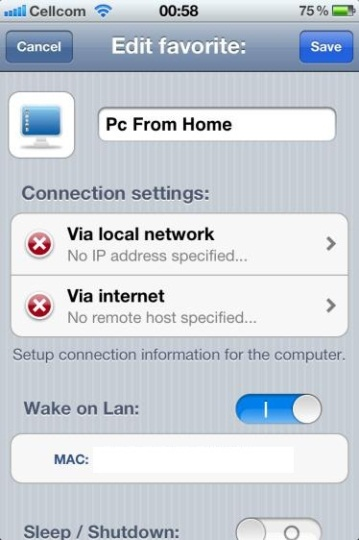 Cellcom 00:58 75%
Cancel Edit favorite: Save
Pc From Home
Connection settings:
Via local network
No IP address specified...
Via internet
No remote host specified...
Setup connection information for the computer.
Wake on Lan:
MAC:
Sleep / Shutdown: